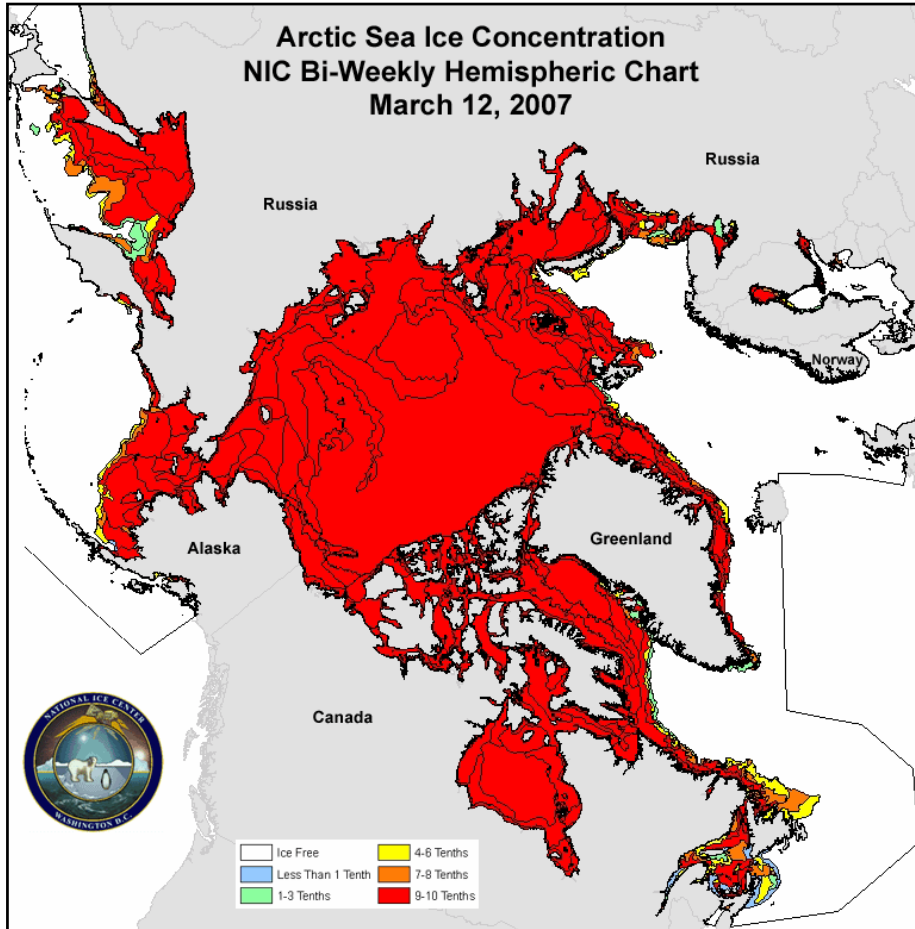 Arctic Sea Ice Concentration
NIC Bi-Weekly Hemispheric Chart
March 12, 2007
Russia
Russia
Norway
Alaska
Greenland
Canada
NATIONAL ICE CENTER
WASHINGTON D.C.
Ice Free
4-6 Tenths
Less Than 1 Tenth
7-8 Tenths
1-3 Tenths
9-10 Tenths